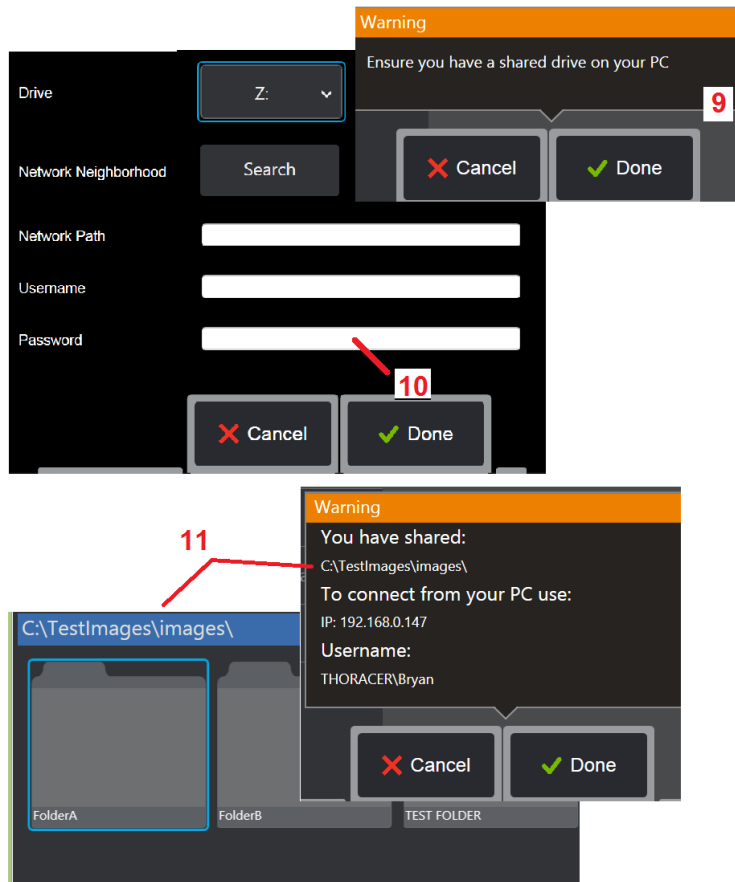 Warning
Ensure you have a shared drive on your PC
9
Cancel
Done
Drive
Z:
Network Neighborhood
Search
Network Path
Username
Password
10
Cancel
Done
11
Warning
You have shared:
C:\TestImages\images\
To connect from your PC use:
IP: 192.168.0.147
Username:
THORACER\Bryan
Cancel
Done
C:\TestImages\images\
FolderA
FolderB
TEST FOLDER